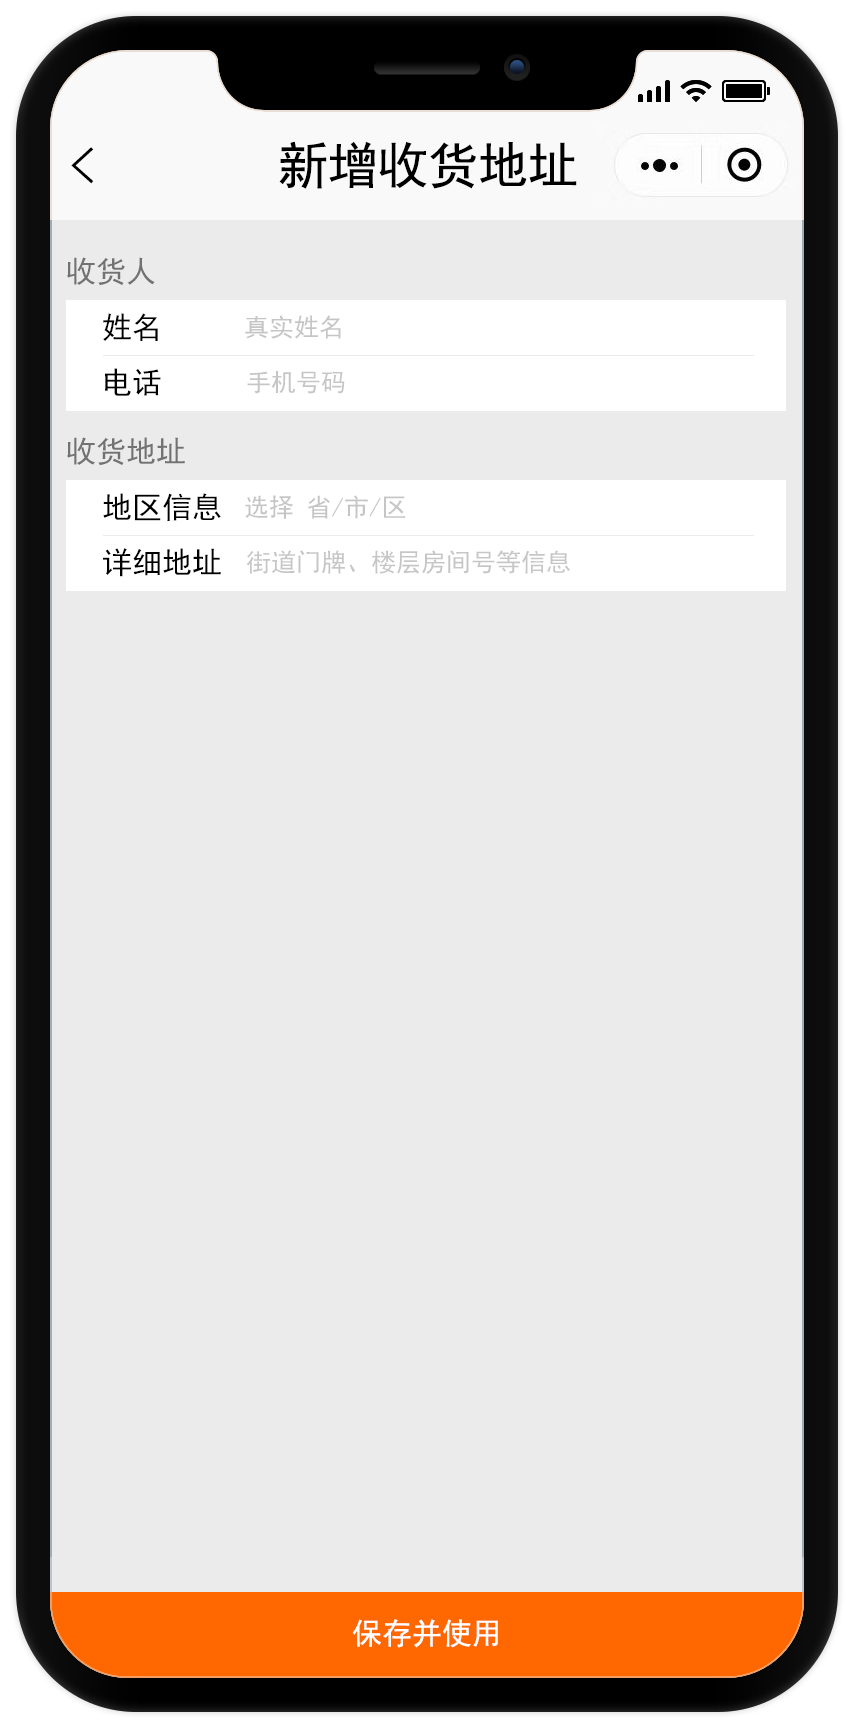 新增收货地址
收货人
姓名 真实姓名
电话 手机号码
收货地址
地区信息 选择 省/市/区
详细地址 街道门牌、楼层房间号等信息
保存并使用